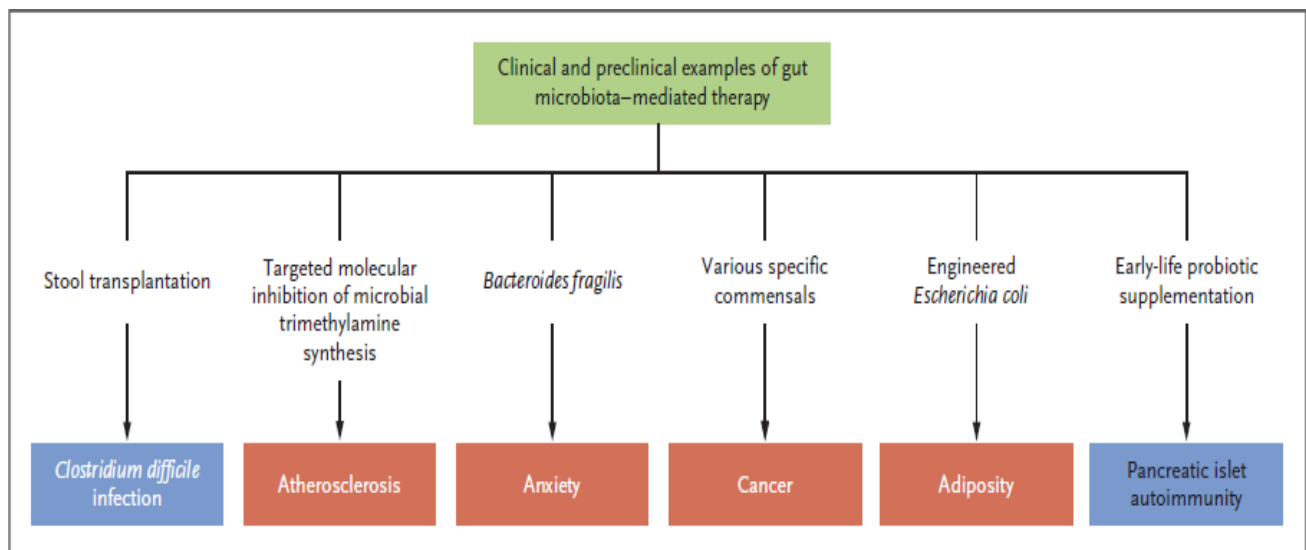 Clinical and preclinical examples of gut
microbiota–mediated therapy
Stool transplantation
Targeted molecular
inhibition of microbial
trimethylamine
synthesis
Bacteroides fragilis
Various specific
commensals
Engineered
Escherichia coli
Early-life probiotic
supplementation
Clostridium difficile
infection
Atherosclerosis
Anxiety
Cancer
Adiposity
Pancreatic islet
autoimmunity